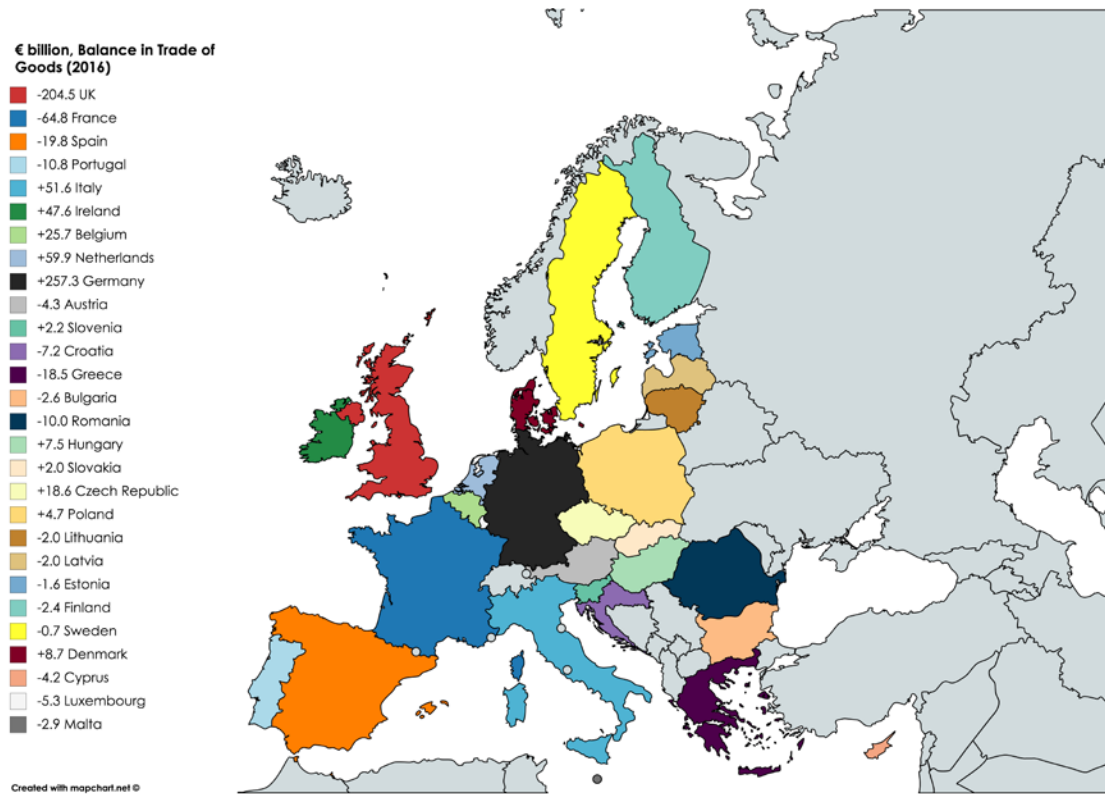 € billion, Balance in Trade of
Goods (2016)
-204.5 UK
-64.8 France
-19.8 Spain
-10.8 Portugal
+51.6 Italy
+47.6 Ireland
+25.7 Belgium
+59.9 Netherlands
+257.3 Germany
-4.3 Austria
+2.2 Slovenia
-7.2 Croatia
-18.5 Greece
-2.6 Bulgaria
-10.0 Romania
+7.5 Hungary
+2.0 Slovakia
+18.6 Czech Republic
+4.7 Poland
-2.0 Lithuania
-2.0 Latvia
-1.6 Estonia
-2.4 Finland
-0.7 Sweden
+8.7 Denmark
-4.2 Cyprus
-5.3 Luxembourg
-2.9 Malta
Created with mapchart.net ©